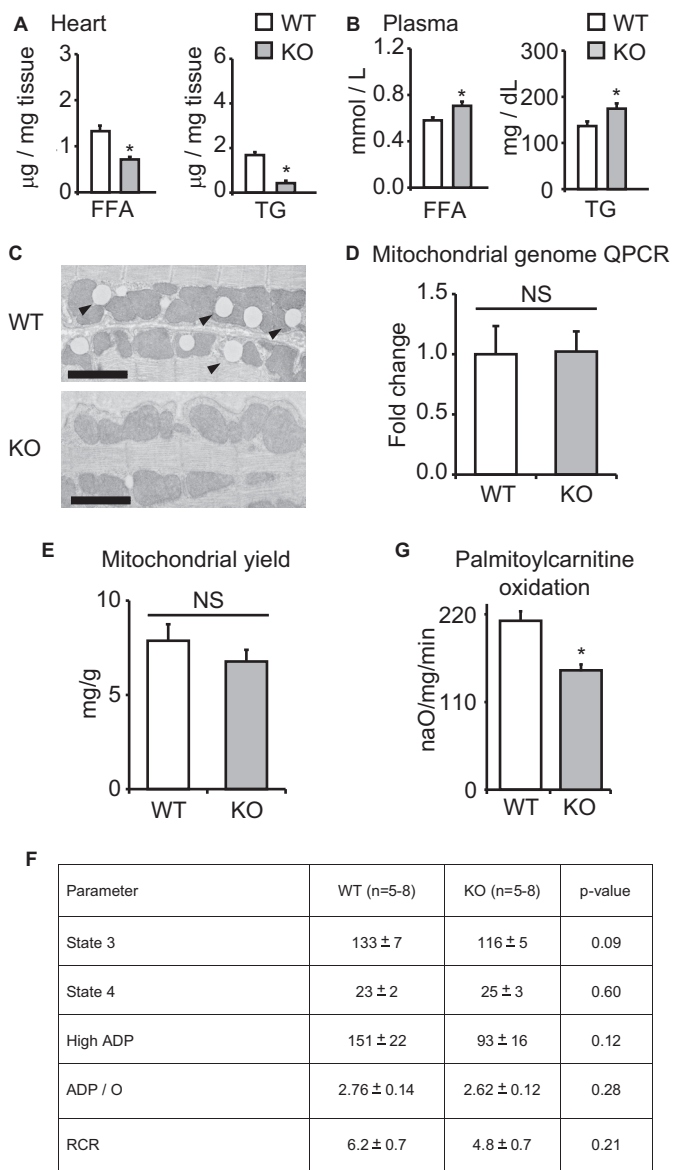 A Heart
WT
KO
μg / mg tissue
3
2
1
0
*
FFA
μg / mg tissue
6
4
2
0
*
TG
B Plasma
WT
KO
mmol / L
1.2
0.8
0.4
0.0
*
FFA
mg / dL
300
200
100
0
*
TG
C
WT
KO
D Mitochondrial genome QPCR
Fold change
1.5
1.0
0.5
0.0
NS
WT KO
E Mitochondrial yield
mg/g
10
5
0
NS
WT KO
G Palmitoylcarnitine
oxidation
naO/mg/min
220
110
0
*
WT KO
F
Parameter WT (n=5-8) KO (n=5-8) p-value
State 3 133 ± 7 116 ± 5 0.09
State 4 23 ± 2 25 ± 3 0.60
High ADP 151 ± 22 93 ± 16 0.12
ADP / O 2.76 ± 0.14 2.62 ± 0.12 0.28
RCR 6.2 ± 0.7 4.8 ± 0.7 0.21